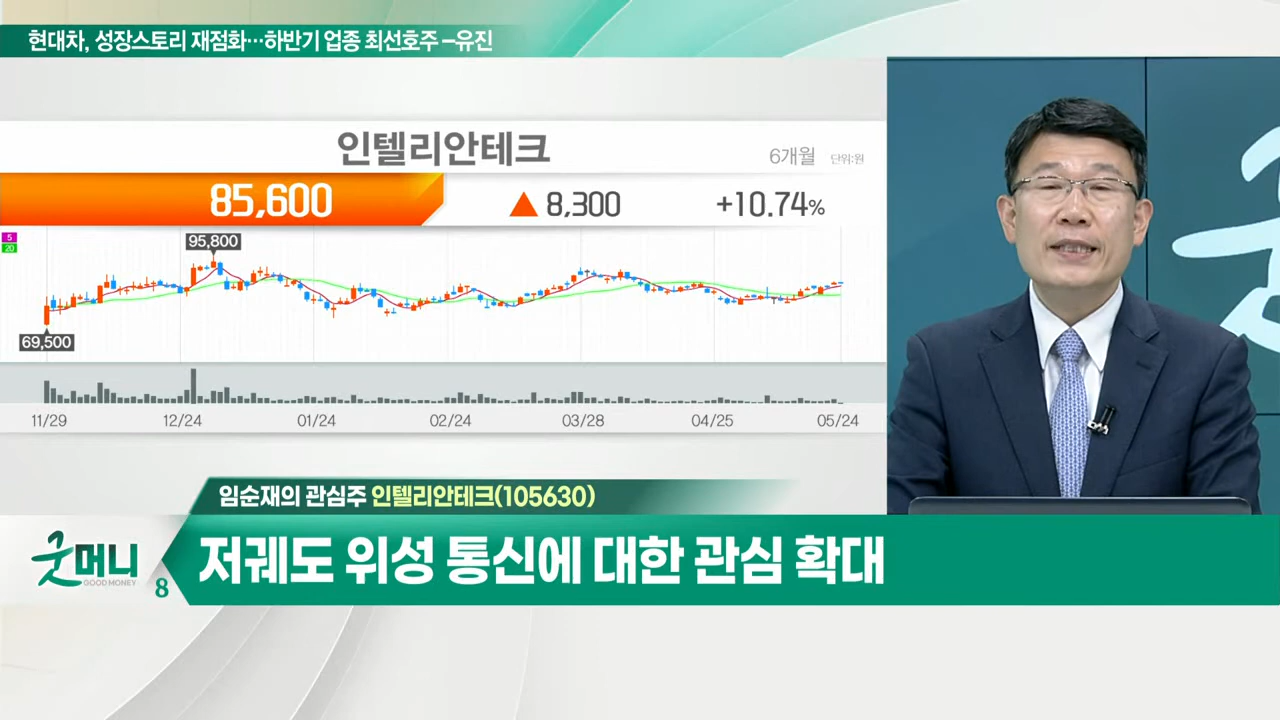 현대차, 성장스토리 재점화…하반기 업종 최선호주 –유진
인텔리안테크
6개월 단위:원
85,600 ▲ 8,300 +10.74%
5
20
95,800
69,500
11/29 12/24 01/24 02/24 03/28 04/25 05/24
임순재의 관심주 인텔리안테크(105630)
굿머니
GOOD MONEY
8
저궤도 위성 통신에 대한 관심 확대
굿